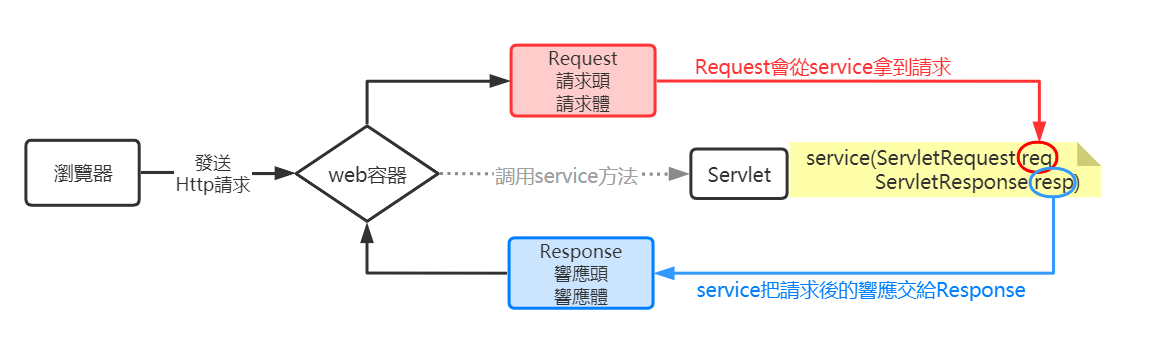 Request
請求頭
請求體
Request會從service拿到請求
瀏覽器
發送
Http請求
web容器
調用service方法
Servlet
service(ServletRequest req
ServletResponse resp)
Response
響應頭
響應體
service把請求後的響應交給Response